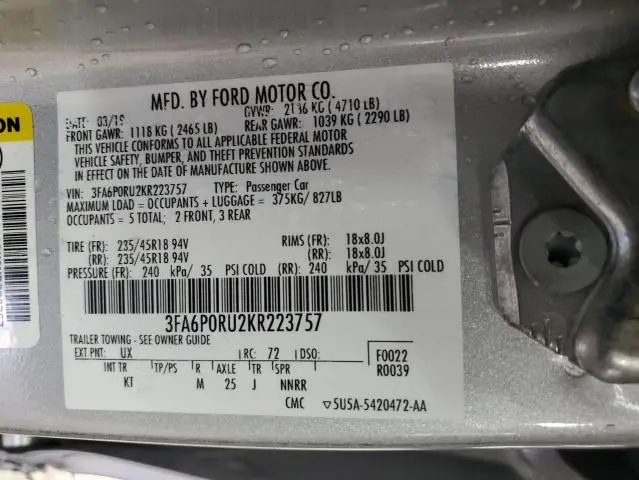 ON
MFD. BY FORD MOTOR CO.
DATE: 03/19 GVWR: 2136 KG ( 4710 LB)
FRONT GAWR: 1118 KG ( 2465 LB) REAR GAWR: 1039 KG ( 2290 LB)
THIS VEHICLE CONFORMS TO ALL APPLICABLE FEDERAL MOTOR
VEHICLE SAFETY, BUMPER, AND THEFT PREVENTION STANDARDS
IN EFFECT ON THE DATE OF MANUFACTURE SHOWN ABOVE.
VIN: 3FA6P0RU2KR223757 TYPE: Passenger Car
MAXIMUM LOAD = OCCUPANTS + LUGGAGE = 375KG/ 827LB
OCCUPANTS = 5 TOTAL; 2 FRONT, 3 REAR
TIRE (FR): 235/45R18 94V RIMS (FR): 18x8.0J
(RR): 235/45R18 94V (RR): 18x8.0J
PRESSURE (FR): 240 kPa/ 35 PSI COLD (RR): 240 kPa/ 35 PSI COLD
3FA6P0RU2KR223757
TRAILER TOWING - SEE OWNER GUIDE
EXT PNT: UX RC: 72 DSO: F0022
INT TR TP/PS R AXLE TR SPR R0039
KT M 25 J NNRR
CMC ▽5U5A-5420472-AA